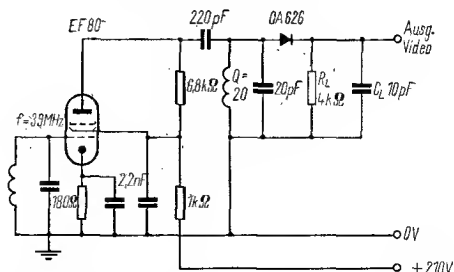 EF80
220pF
OA626
Ausg.
Video
6,8kΩ
Q=
20
20pF
R_L
4kΩ
C_L 10pF
f=39MHz
180Ω
2,2nF
1kΩ
0V
+210V